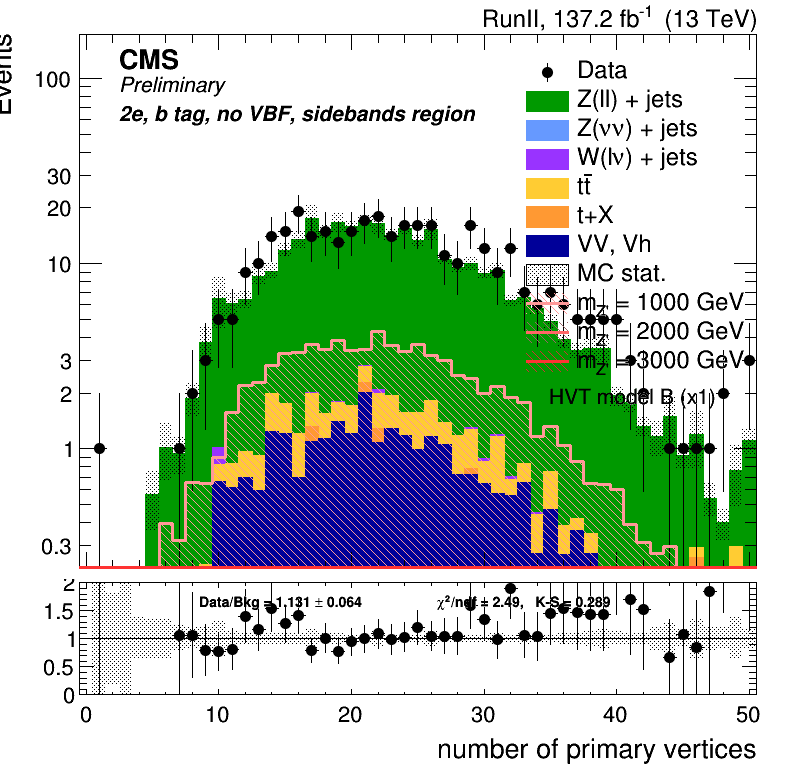 RunII, 137.2 fb⁻¹ (13 TeV)
Events
CMS
Preliminary
2e, b tag, no VBF, sidebands region
Data
Z(ll) + jets
Z(νν) + jets
W(lν) + jets
tt̄
t+X
VV, Vh
MC stat.
m_Z' = 1000 GeV
m_Z' = 2000 GeV
m_Z' = 3000 GeV
HVT model B (x1)
100
30
20
10
3
2
1
0.3
Data/Bkg = 1.131 ± 0.064 χ²/ndf = 2.49, K-S = 0.289
2
1.5
1
0.5
0
0 10 20 30 40 50
number of primary vertices